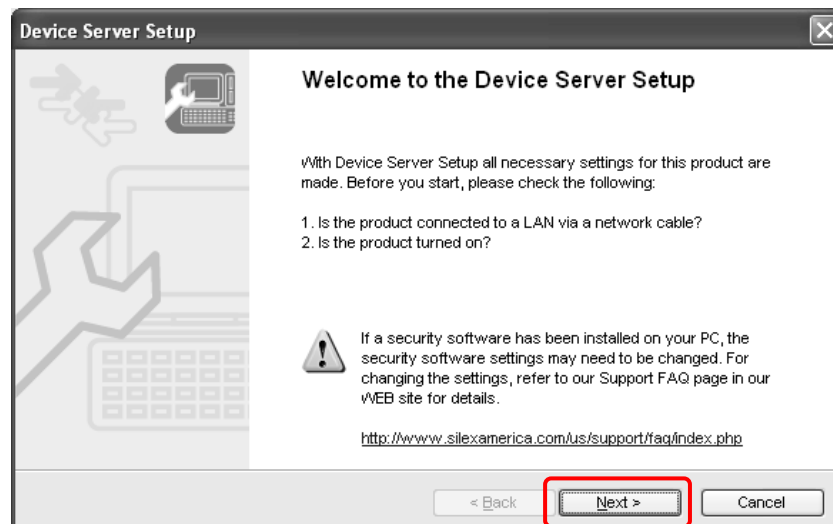 Device Server Setup
Welcome to the Device Server Setup
With Device Server Setup all necessary settings for this product are
made. Before you start, please check the following:
1. Is the product connected to a LAN via a network cable?
2. Is the product turned on?
If a security software has been installed on your PC, the
security software settings may need to be changed. For
changing the settings, refer to our Support FAQ page in our
WEB site for details.
http://www.silexamerica.com/us/support/faq/index.php
< Back
Next >
Cancel